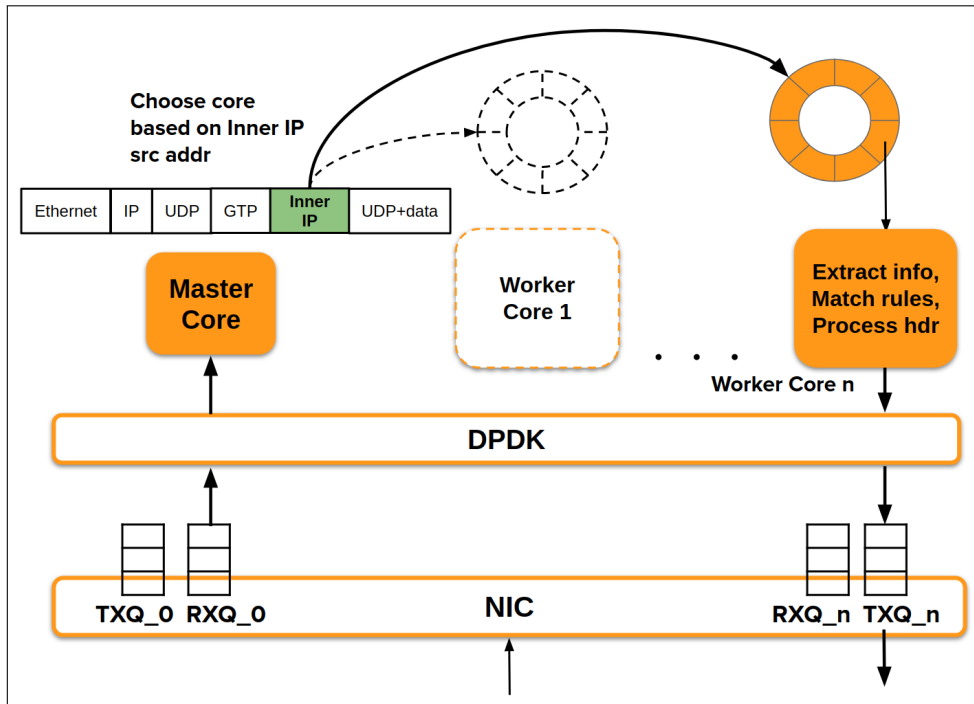 Choose core
based on Inner IP
src addr
Ethernet
IP
UDP
GTP
Inner
IP
UDP+data
Master
Core
Worker
Core 1
. . .
Extract info,
Match rules,
Process hdr
Worker Core n
DPDK
TXQ_0
RXQ_0
NIC
RXQ_n
TXQ_n